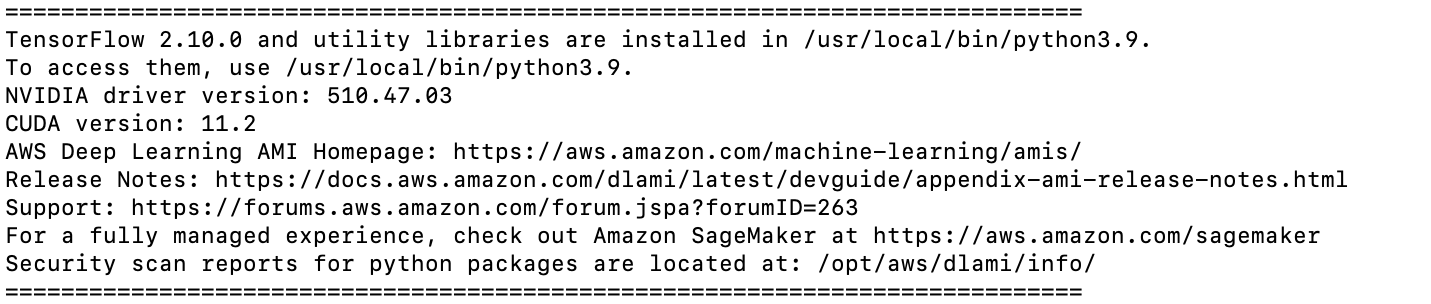 =============================================================================
TensorFlow 2.10.0 and utility libraries are installed in /usr/local/bin/python3.9.
To access them, use /usr/local/bin/python3.9.
NVIDIA driver version: 510.47.03
CUDA version: 11.2
AWS Deep Learning AMI Homepage: https://aws.amazon.com/machine-learning/amis/
Release Notes: https://docs.aws.amazon.com/dlami/latest/devguide/appendix-ami-release-notes.html
Support: https://forums.aws.amazon.com/forum.jspa?forumID=263
For a fully managed experience, check out Amazon SageMaker at https://aws.amazon.com/sagemaker
Security scan reports for python packages are located at: /opt/aws/dlami/info/
=============================================================================